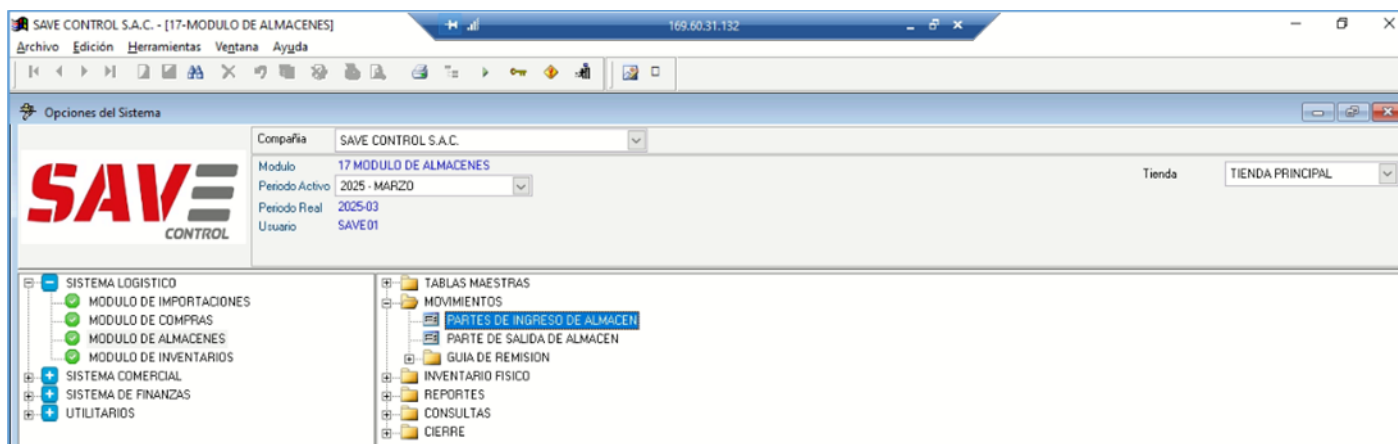 SAVE CONTROL S.A.C. - [17-MODULO DE ALMACENES]
169.60.31.132
Archivo Edición Herramientas Ventana Ayuda
Opciones del Sistema
SAVE CONTROL
Compañia SAVE CONTROL S.A.C.
Modulo 17 MODULO DE ALMACENES
Tienda TIENDA PRINCIPAL
Periodo Activo 2025 - MARZO
Periodo Real 2025-03
Usuario SAVE01
SISTEMA LOGISTICO
MODULO DE IMPORTACIONES
MODULO DE COMPRAS
MODULO DE ALMACENES
MODULO DE INVENTARIOS
SISTEMA COMERCIAL
SISTEMA DE FINANZAS
UTILITARIOS
TABLAS MAESTRAS
MOVIMIENTOS
PARTES DE INGRESO DE ALMACEN
PARTE DE SALIDA DE ALMACEN
GUIA DE REMISION
INVENTARIO FISICO
REPORTES
CONSULTAS
CIERRE